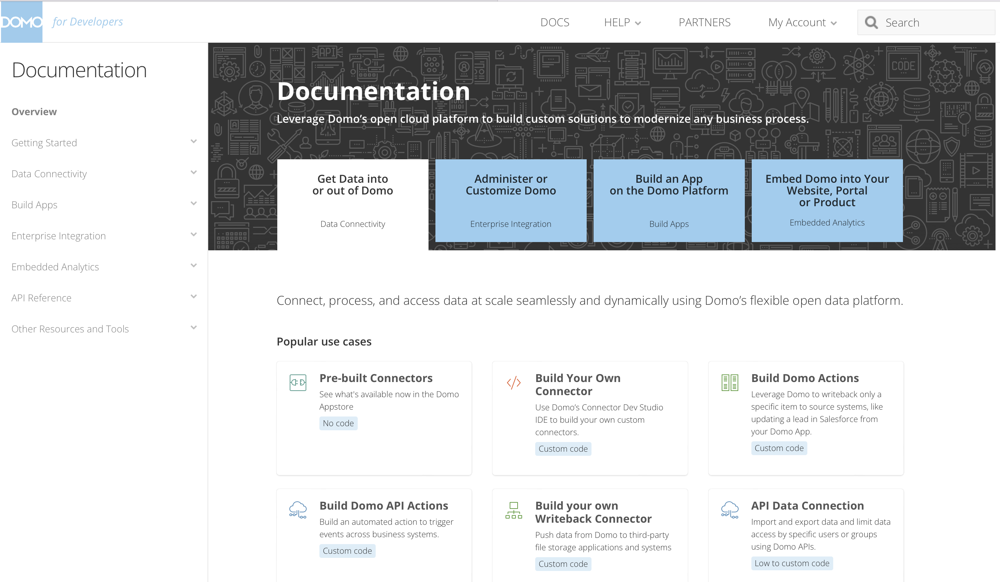 DOMO for Developers
DOCS
HELP
PARTNERS
My Account
Search
Documentation
Overview
Getting Started
Data Connectivity
Build Apps
Enterprise Integration
Embedded Analytics
API Reference
Other Resources and Tools
API
CODE
Documentation
Leverage Domo’s open cloud platform to build custom solutions to modernize any business process.
Get Data into
or out of Domo
Data Connectivity
Administer or
Customize Domo
Enterprise Integration
Build an App
on the Domo Platform
Build Apps
Embed Domo into Your
Website, Portal
or Product
Embedded Analytics
Connect, process, and access data at scale seamlessly and dynamically using Domo’s flexible open data platform.
Popular use cases
Pre-built Connectors
See what's available now in the Domo
Appstore
No code
Build Your Own
Connector
Use Domo’s Connector Dev Studio
IDE to build your own custom
connectors.
Custom code
Build Domo Actions
Leverage Domo to writeback only a
specific item to source systems, like
updating a lead in Salesforce from
your Domo App.
Custom code
Build Domo API Actions
Build an automated action to trigger
events across business systems.
Custom code
Build your own
Writeback Connector
Push data from Domo to third-party
file storage applications and systems
Custom code
API Data Connection
Import and export data and limit data
access by specific users or groups
using Domo APIs.
Low to custom code